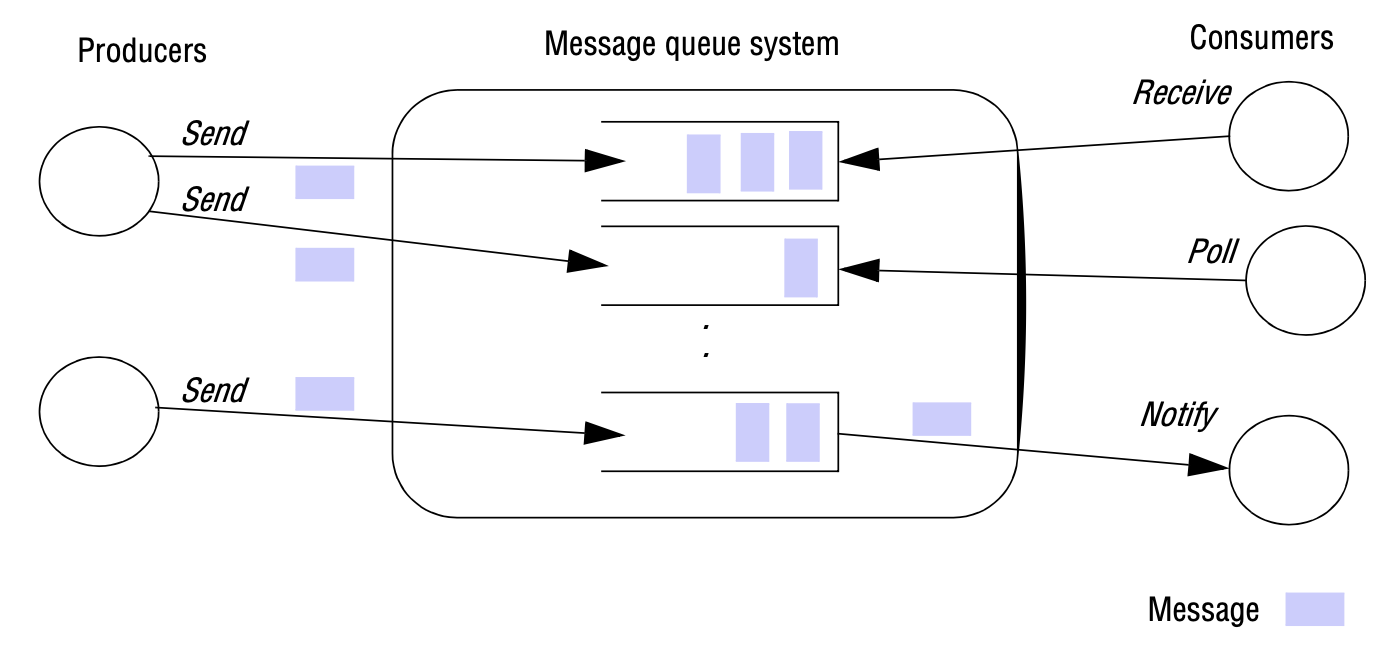 Producers
Message queue system
Consumers
Send
Receive
Send
Poll
Send
Notify
Message